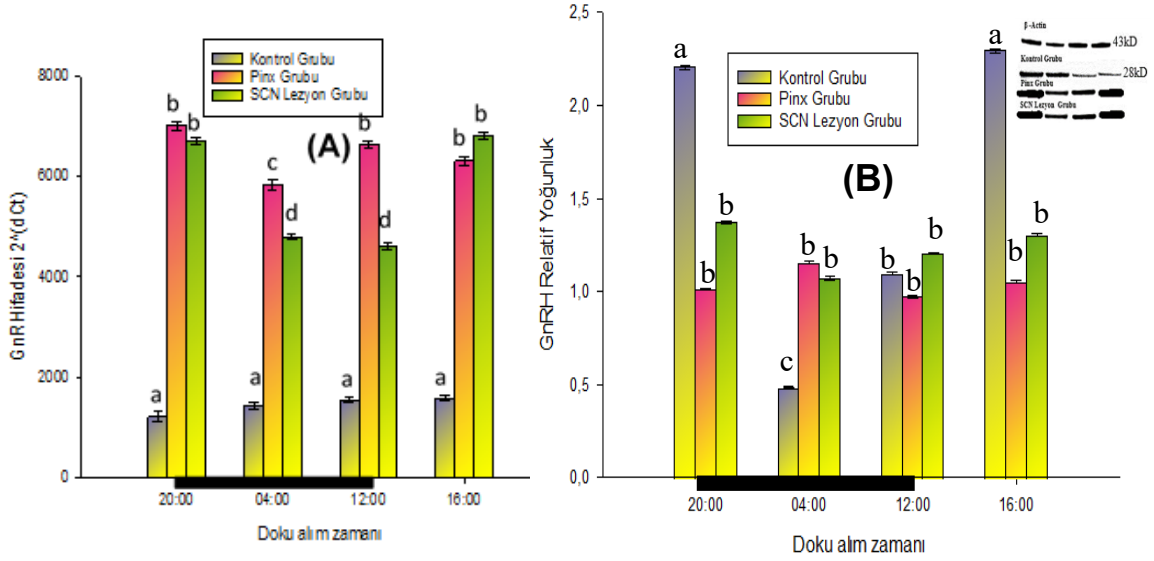 Kontrol Grubu
Pinx Grubu
SCN Lezyon Grubu
(A)
GnRHifadesi 2^(dCt)
8000
6000
4000
2000
0
b
b
c
d
b
d
b
b
a
a
a
a
20:00
04:00
12:00
16:00
Doku alım zamanı
Kontrol Grubu
Pinx Grubu
SCN Lezyon Grubu
(B)
GnRH Relatif Yoğunluk
2,5
2,0
1,5
1,0
0,5
0,0
a
b
b
c
b
b
b
b
b
a
b
b
20:00
04:00
12:00
16:00
Doku alım zamanı
β-Actin
43kD
Kontrol Grubu
28kD
Pinx Grubu
SCN Lezyon Grubu